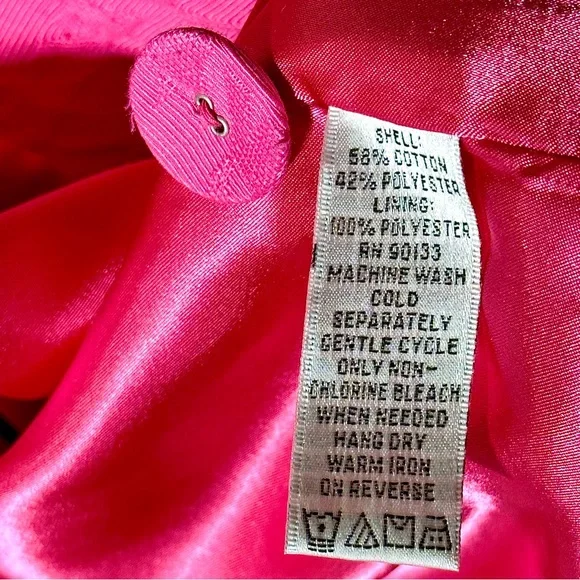 SHELL:
58% COTTON
42% POLYESTER
LINING:
100% POLYESTER
RN 90133
MACHINE WASH
COLD
SEPARATELY
GENTLE CYCLE
ONLY NON-
CHLORINE BLEACH
WHEN NEEDED
HANG DRY
WARM IRON
ON REVERSE